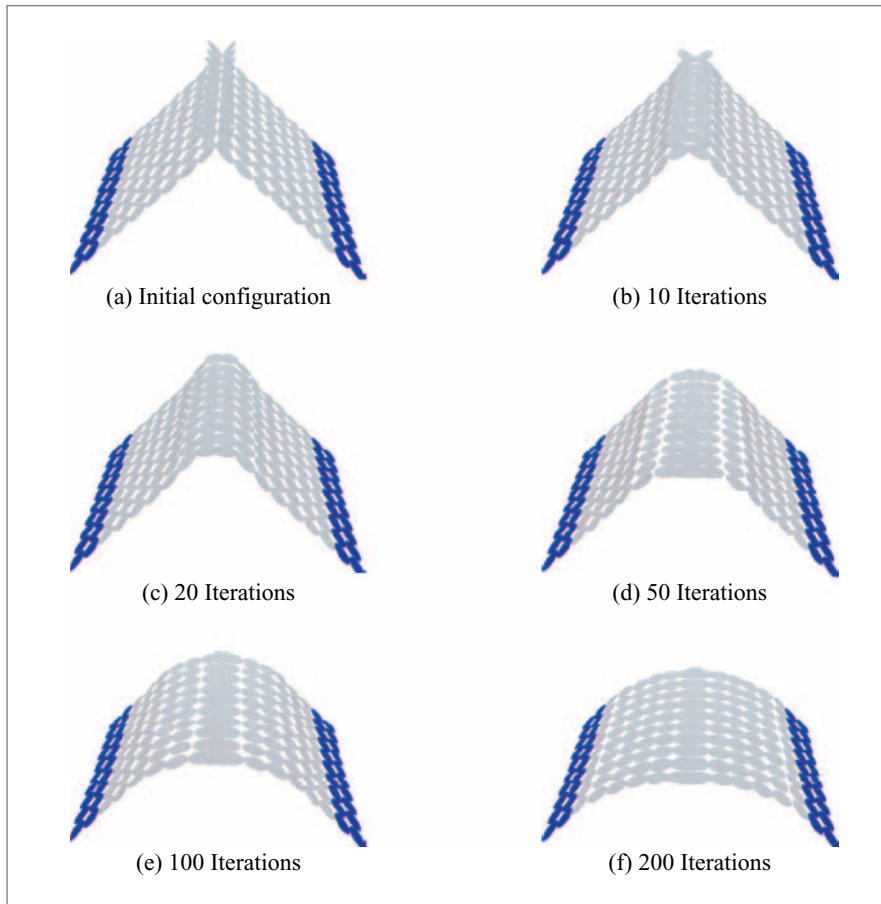 (a) Initial configuration
(b) 10 Iterations
(c) 20 Iterations
(d) 50 Iterations
(e) 100 Iterations
(f) 200 Iterations